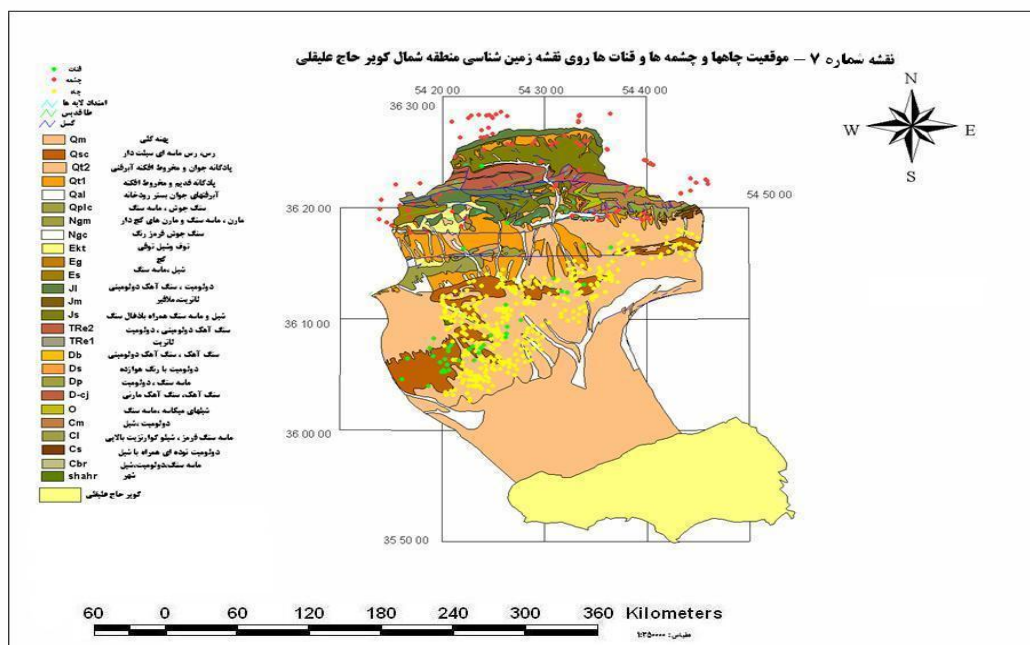 نقشه شماره ۷ – موقعیت چاهها و چشمه ها و قنات ها روی نقشه زمین شناسی منطقه شمال کویر حاج علیقلی
قنات
چشمه
چاه
امتداد لایه ها
طاقدیس
گسل
Qm پهنه گلی
Qsc رس، رس ماسه ای سیلت دار
Qt2 پادگانه جوان و مخروط افکنه آبرفتی
Qt1 پادگانه قدیم و مخروط افکنه
Qal آبرفتهای جوان بستر رودخانه
Qplc سنگ جوش ، ماسه سنگ
Ngm مارن ، ماسه سنگ و مارن های گچ دار
Ngc سنگ جوش قرمز رنگ
Ekt توف وشیل توفی
Eg گچ
Es شیل ،ماسه سنگ
Jl دولومیت ، سنگ آهک دولومیتی
Jm
Js شیل و ماسه سنگ همراه باذغال سنگ
TRe2 سنگ آهک دولومیتی ، دولومیت
TRe1 لاتریت
Db سنگ آهک ، سنگ آهک دولومیتی
Ds دولومیت با رنگ هوازده
Dp ماسه سنگ ، دولومیت
D-cj سنگ آهک، سنگ آهک مارنی
O شیلهای میکاسه ،ماسه سنگ
Cm دولومیت ،شیل
Cl ماسه سنگ قرمز ، شیلو کوارتزیت بالایی
Cs دولومیت توده ای همراه با شیل
Cbr ماسه سنگ،دولومیت،شیل
shahr شهر
کویر حاج علیقلی
54 20 00 54 30 00 54 40 00
36 30 00
54 50 00
36 20 00
36 10 00
36 00 00
35 50 00
N
W E
S
60 0 60 120 180 240 300 360 Kilometers
مقیاس: ۱:۲۵۰۰۰۰